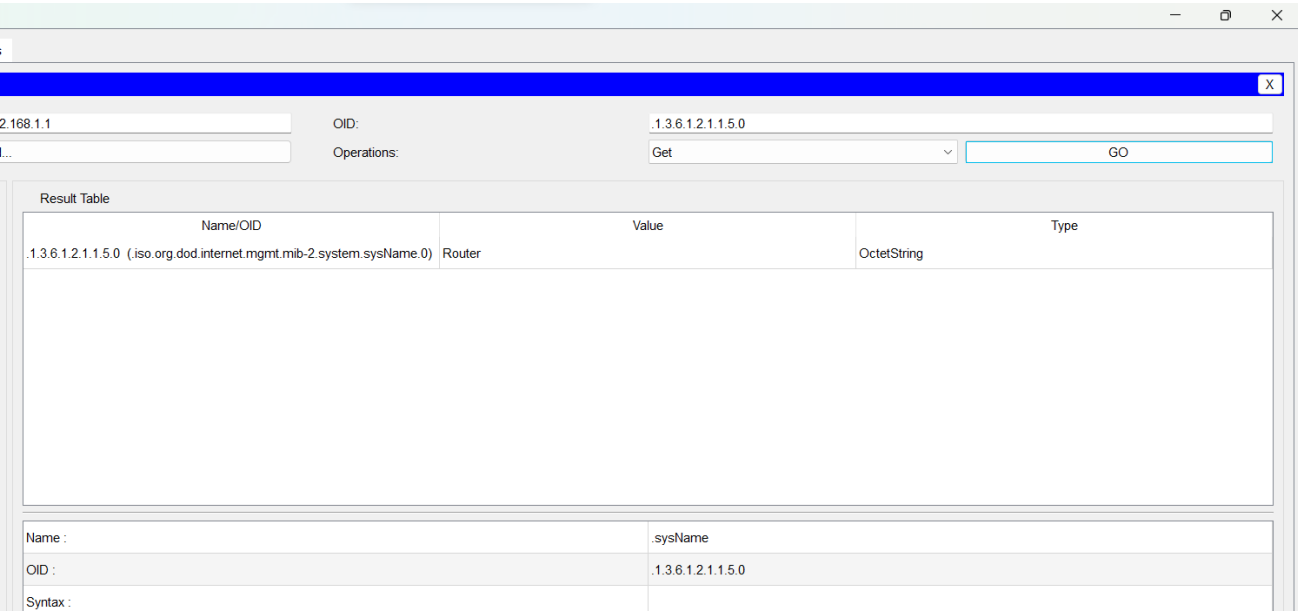 s
X
2.168.1.1 OID: .1.3.6.1.2.1.1.5.0
... Operations: Get GO
Result Table
Name/OID Value Type
.1.3.6.1.2.1.1.5.0 (.iso.org.dod.internet.mgmt.mib-2.system.sysName.0) Router OctetString
Name : .sysName
OID : .1.3.6.1.2.1.1.5.0
Syntax :